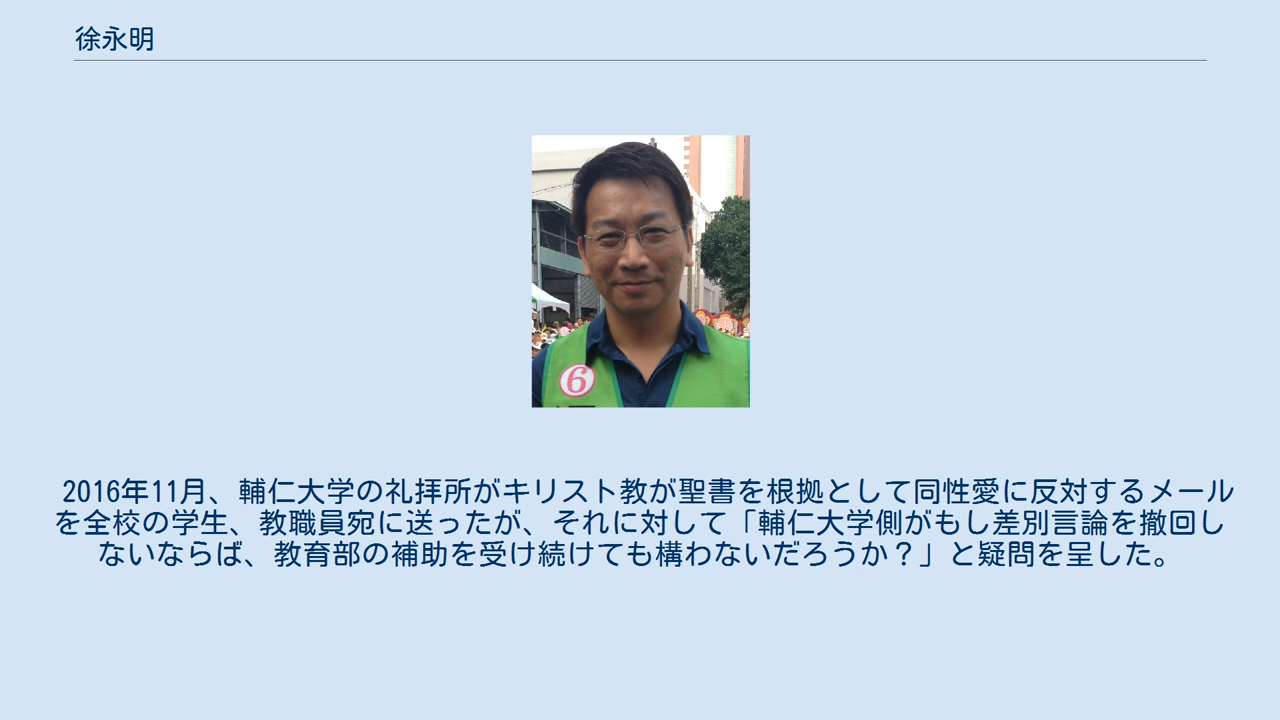 徐永明
6
2016年11月、輔仁大学の礼拝所がキリスト教が聖書を根拠として同性愛に反対するメール
を全校の学生、教職員宛に送ったが、それに対して「輔仁大学側がもし差別言論を撤回し
ないならば、教育部の補助を受け続けても構わないだろうか？」と疑問を呈した。